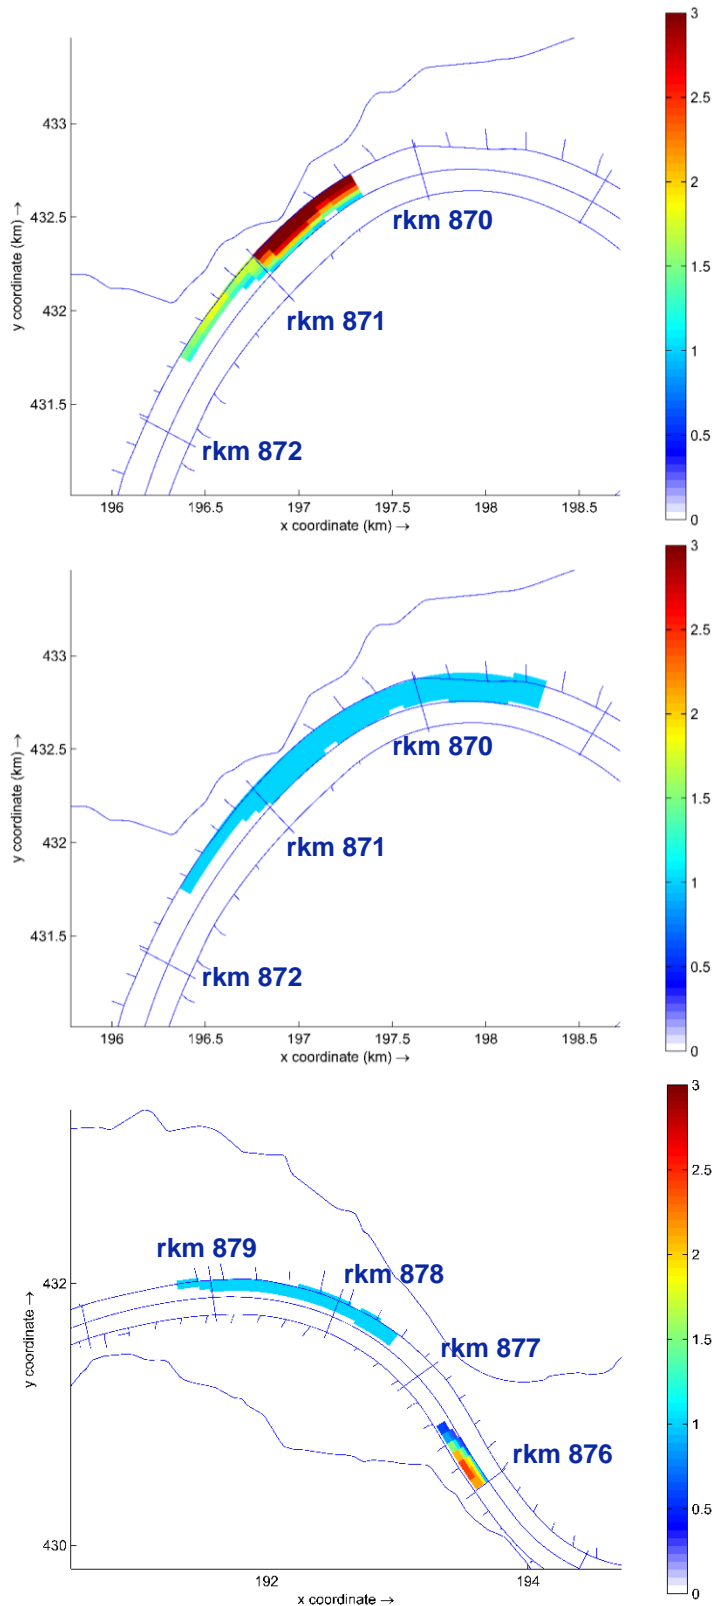 3
2.5
2
1.5
1
0.5
0
433
432.5
432
431.5
y coordinate (km) →
rkm 870
rkm 871
rkm 872
196
196.5
197
197.5
198
198.5
x coordinate (km) →
3
2.5
2
1.5
1
0.5
0
433
432.5
432
431.5
y coordinate (km) →
rkm 870
rkm 871
rkm 872
196
196.5
197
197.5
198
198.5
x coordinate (km) →
3
2.5
2
1.5
1
0.5
0
432
430
y coordinate →
rkm 879
rkm 878
rkm 877
rkm 876
192
194
x coordinate →